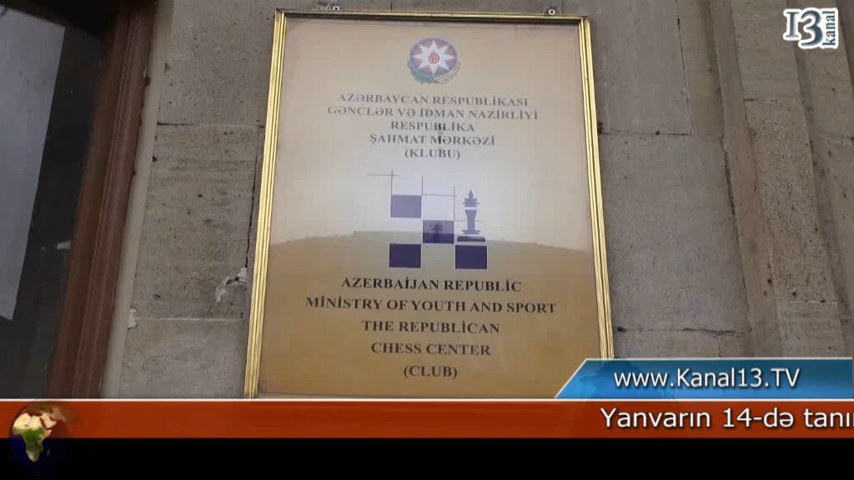 13
kanal
AZƏRBAYCAN RESPUBLİKASI
GƏNCLƏR VƏ İDMAN NAZİRLİYİ
RESPUBLİKA
ŞAHMAT MƏRKƏZİ
(KLUBU)
AZERBAIJAN REPUBLIC
MINISTRY OF YOUTH AND SPORT
THE REPUBLICAN
CHESS CENTER
(CLUB)
www.Kanal13.TV
Yanvarın 14-də tanı